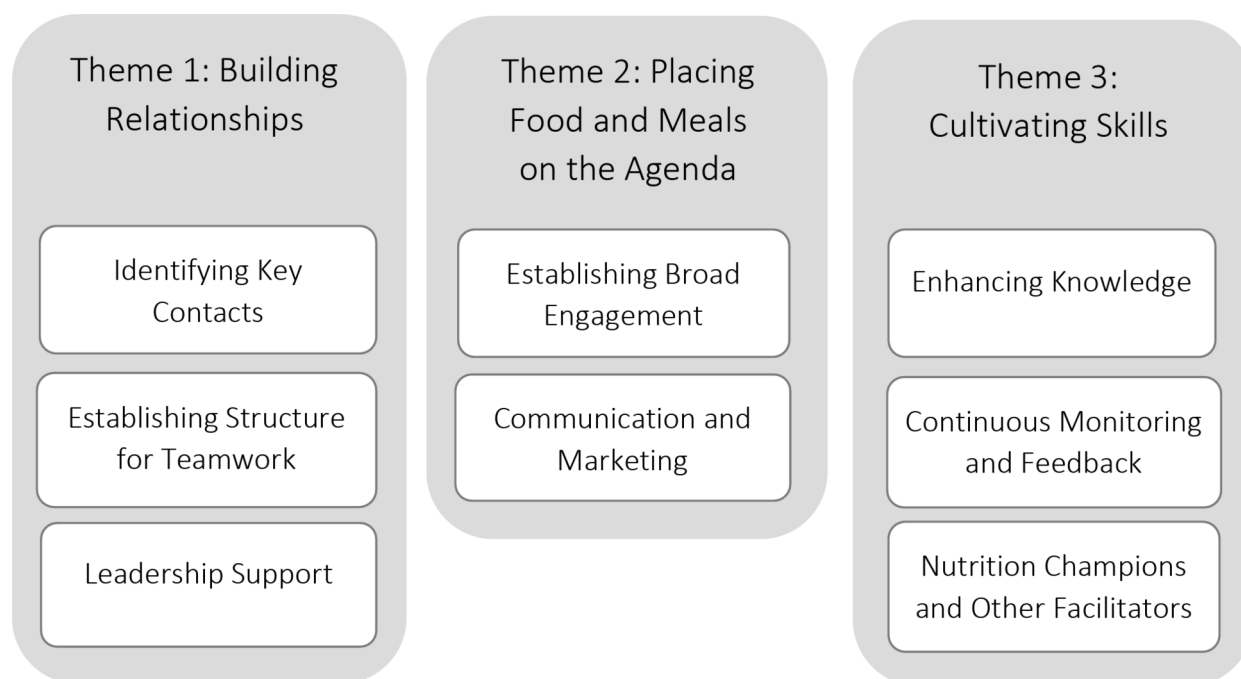 Theme 1: Building
Relationships
Identifying Key
Contacts
Establishing Structure
for Teamwork
Leadership Support
Theme 2: Placing
Food and Meals
on the Agenda
Establishing Broad
Engagement
Communication and
Marketing
Theme 3:
Cultivating Skills
Enhancing Knowledge
Continuous Monitoring
and Feedback
Nutrition Champions
and Other Facilitators